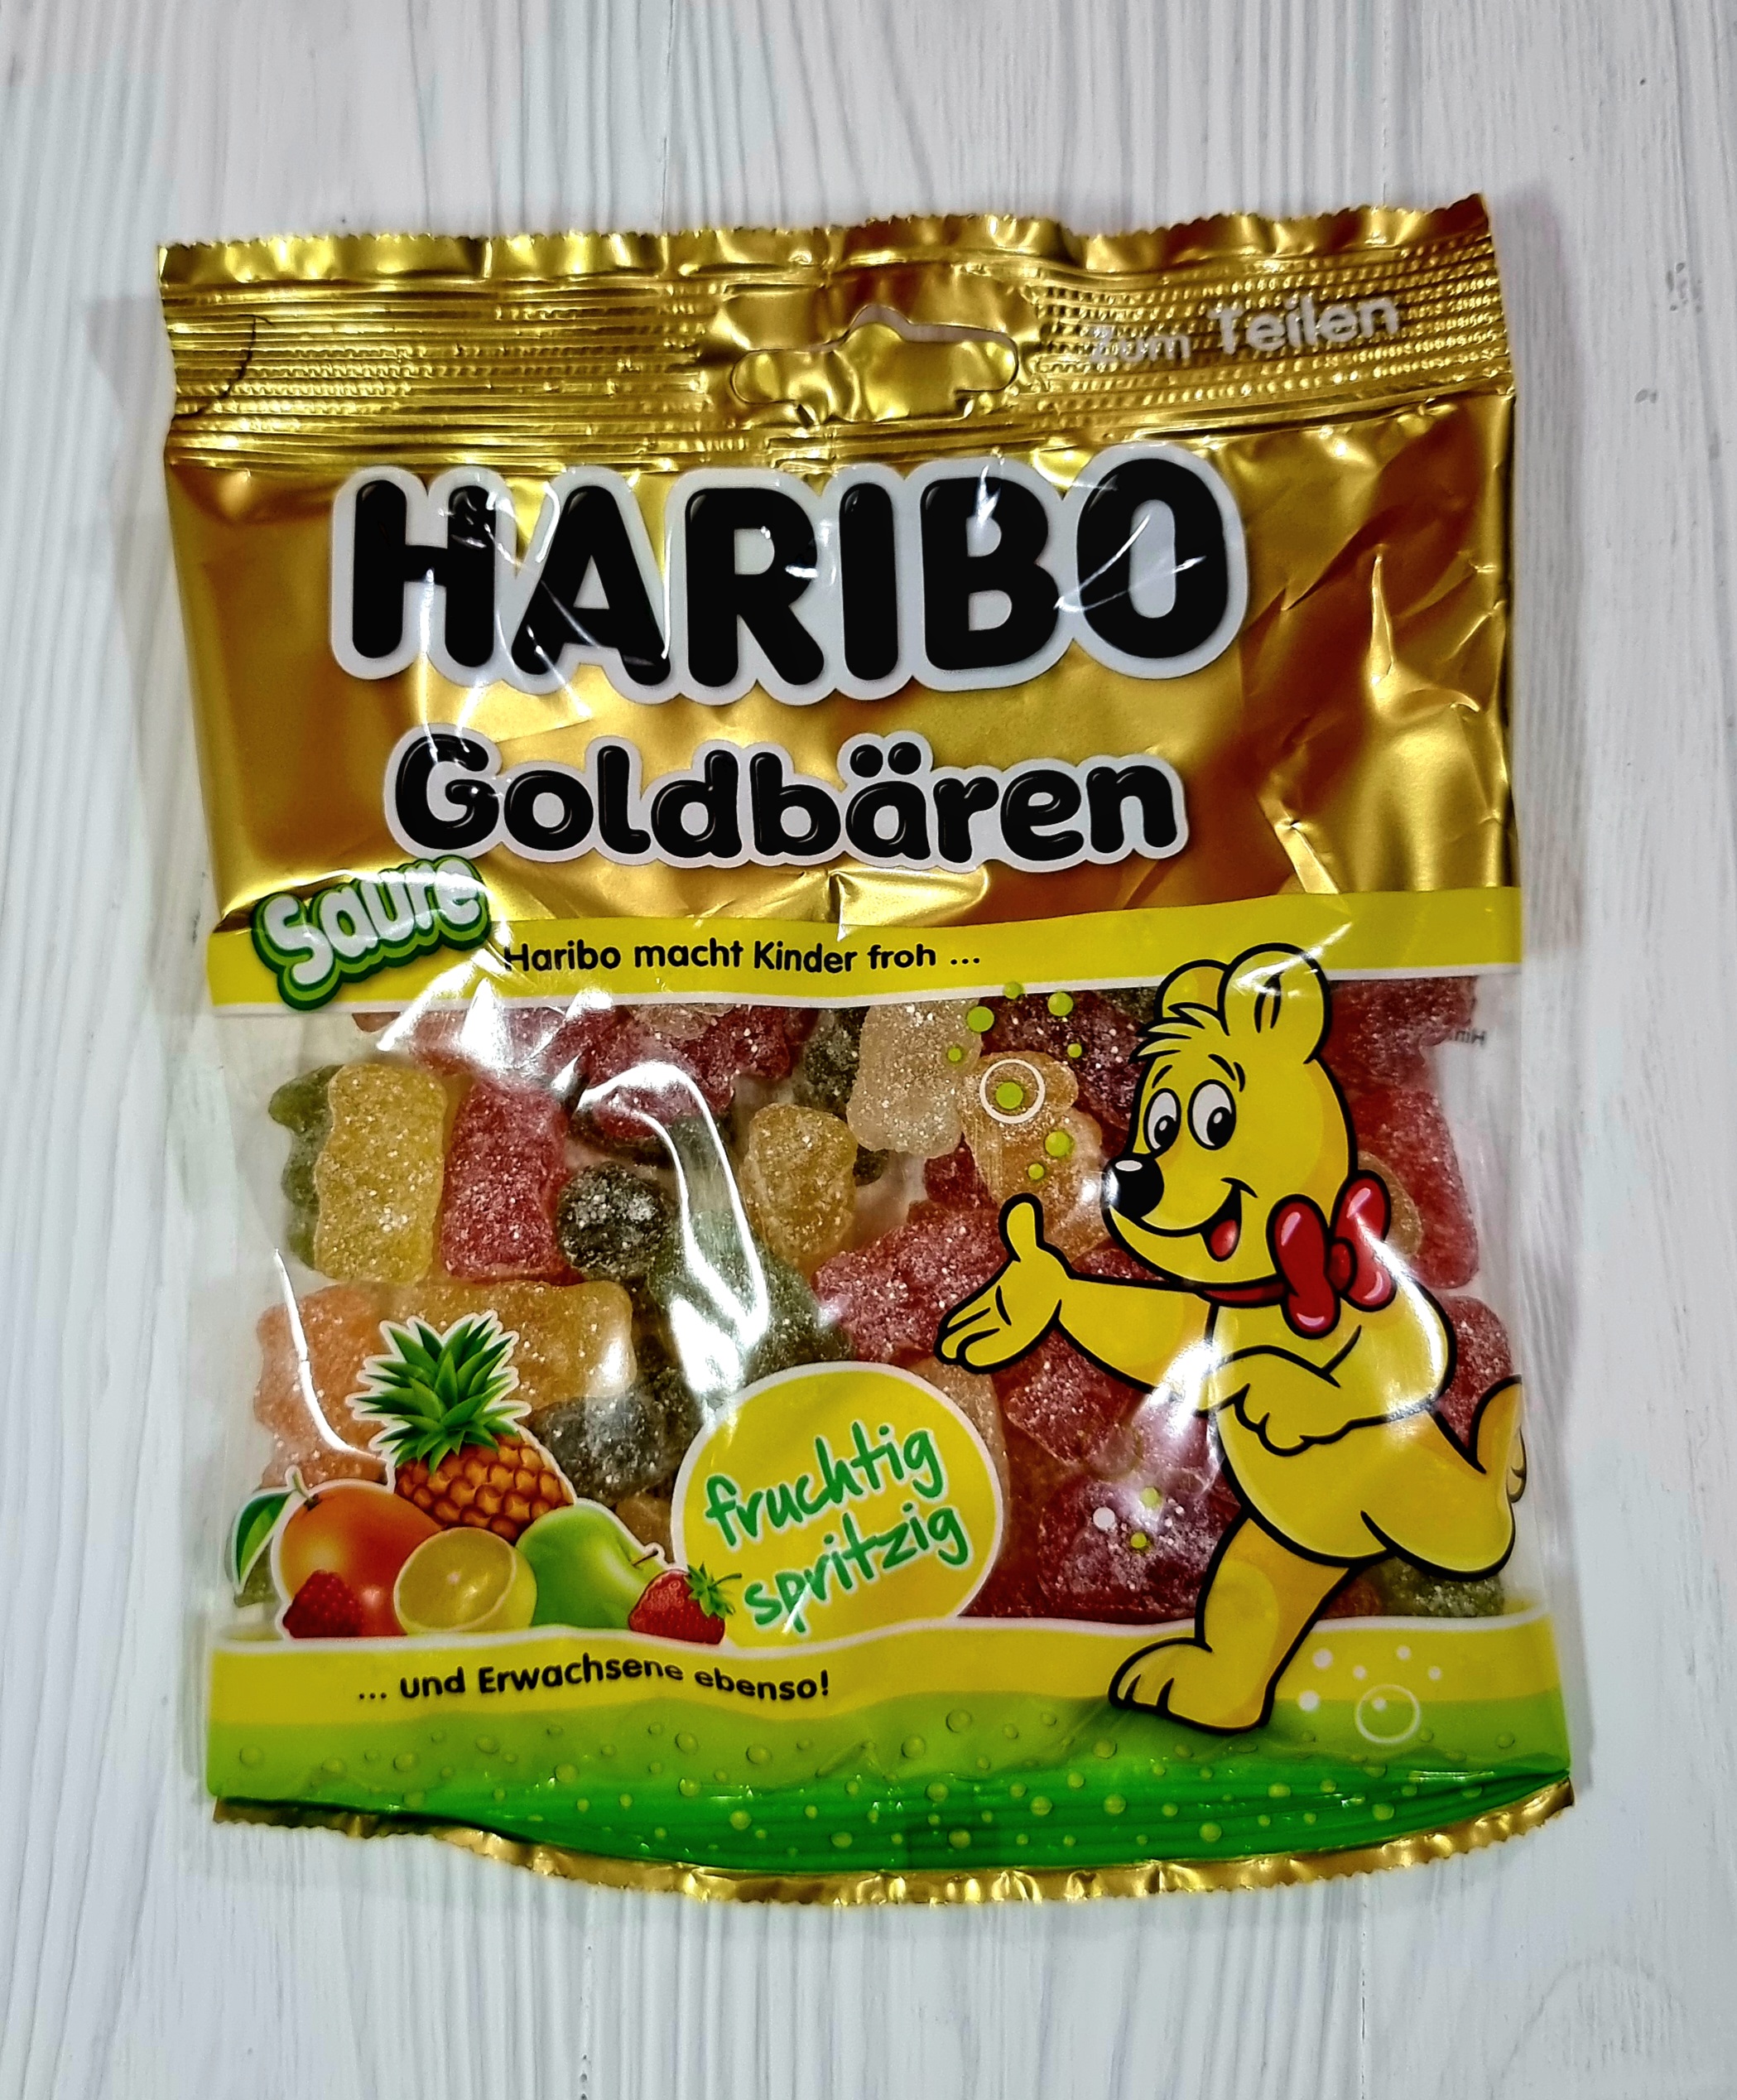 Zum Teilen
HARIBO
Goldbären
Saure
Haribo macht Kinder froh ...
fruchtig
spritzig
... und Erwachsene ebenso!